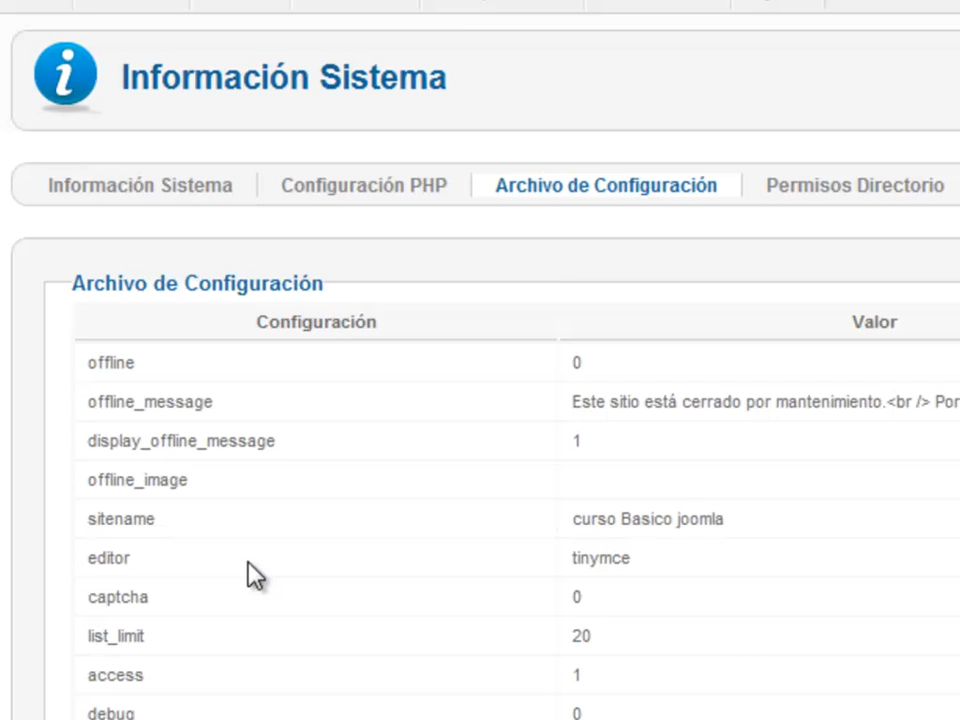 Información Sistema
Información Sistema Configuración PHP Archivo de Configuración Permisos Directorio
Archivo de Configuración
Configuración Valor
offline 0
offline_message Este sitio está cerrado por mantenimiento.<br /> Por
display_offline_message 1
offline_image
sitename curso Basico joomla
editor tinymce
captcha 0
list_limit 20
access 1
debug 0